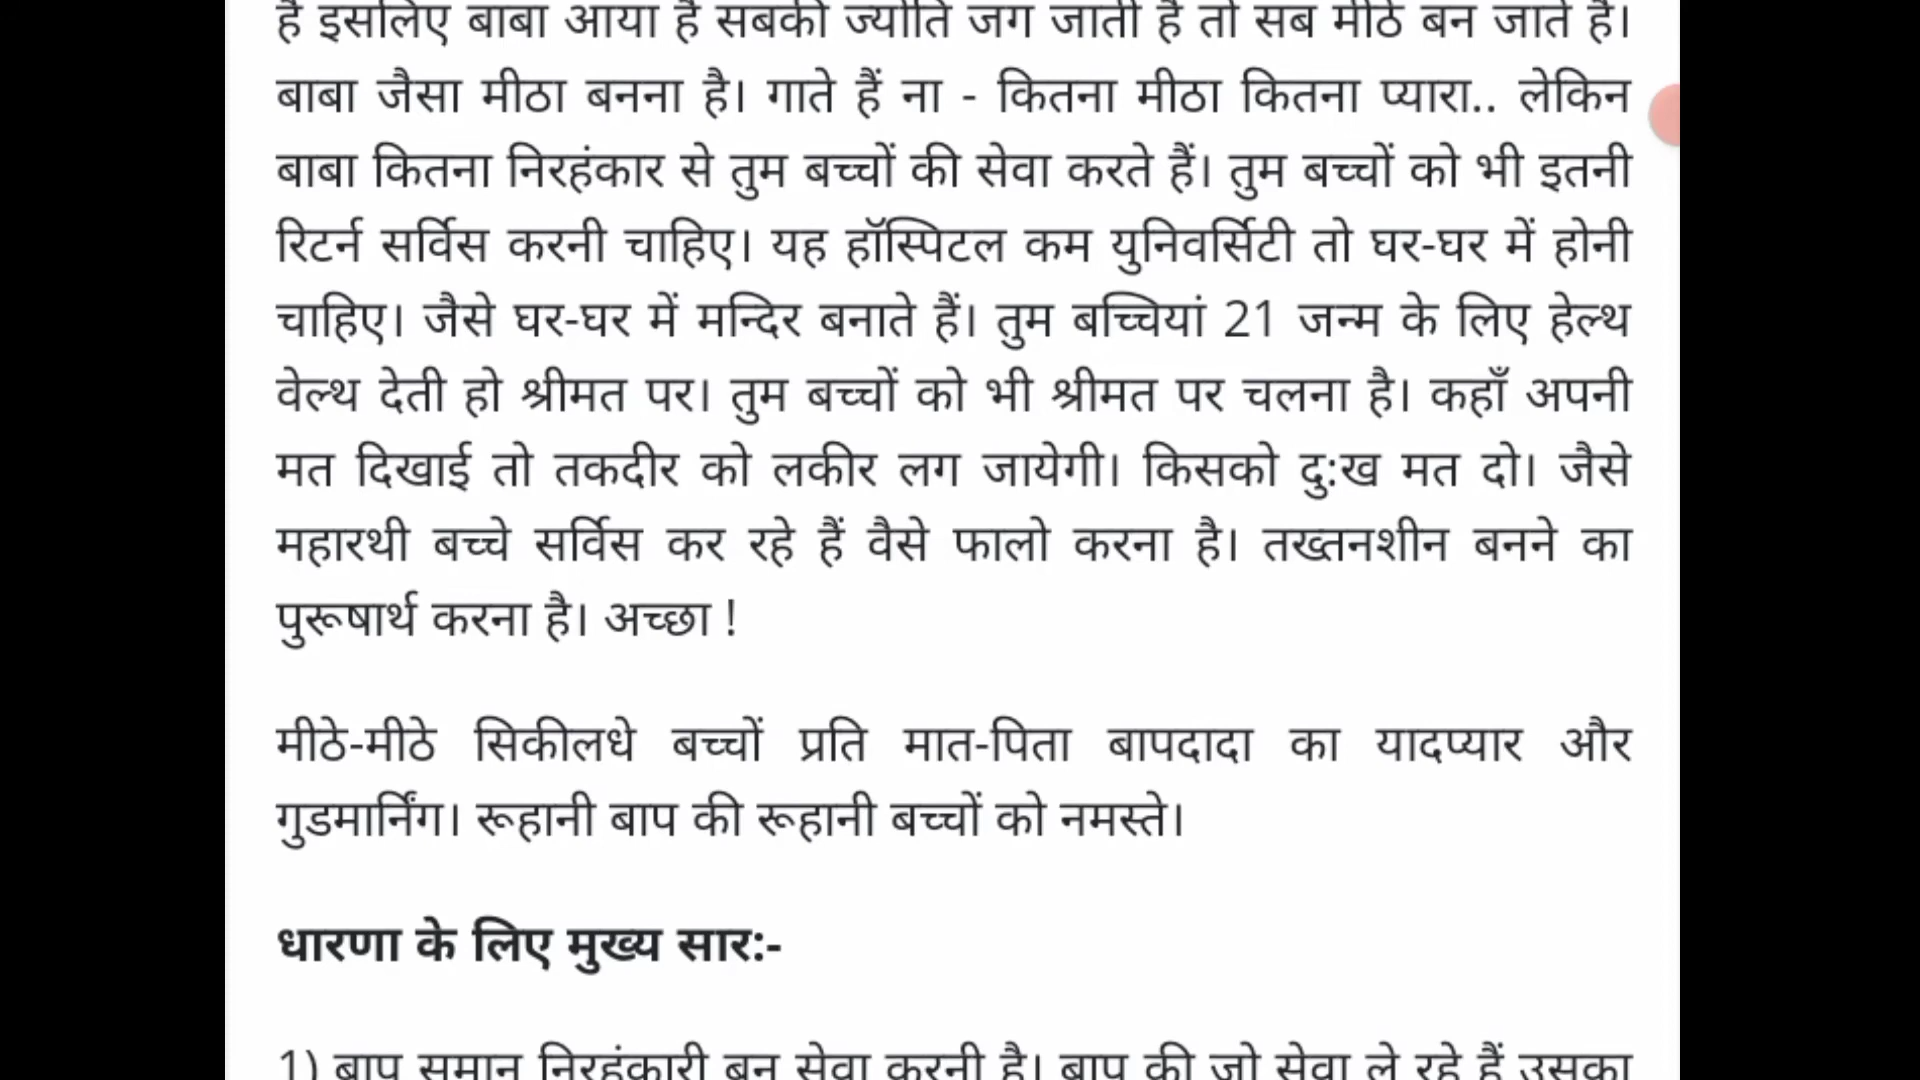 है इसलिए बाबा आया है सबकी ज्योति जग जाती है तो सब मीठे बन जाते हैं।
बाबा जैसा मीठा बनना है। गाते हैं ना - कितना मीठा कितना प्यारा.. लेकिन
बाबा कितना निरहंकार से तुम बच्चों की सेवा करते हैं। तुम बच्चों को भी इतनी
रिटर्न सर्विस करनी चाहिए। यह हॉस्पिटल कम युनिवर्सिटी तो घर-घर में होनी
चाहिए। जैसे घर-घर में मन्दिर बनाते हैं। तुम बच्चियां 21 जन्म के लिए हेल्थ
वेल्थ देती हो श्रीमत पर। तुम बच्चों को भी श्रीमत पर चलना है। कहाँ अपनी
मत दिखाई तो तकदीर को लकीर लग जायेगी। किसको दु:ख मत दो। जैसे
महारथी बच्चे सर्विस कर रहे हैं वैसे फालो करना है। तख्तनशीन बनने का
पुरूषार्थ करना है। अच्छा !
मीठे-मीठे सिकीलधे बच्चों प्रति मात-पिता बापदादा का यादप्यार और
गुडमार्निंग। रूहानी बाप की रूहानी बच्चों को नमस्ते।
धारणा के लिए मुख्य सार:-
1) बाप समान निरहंकारी बन सेवा करनी है। बाप की जो सेवा ले रहे हैं उसका